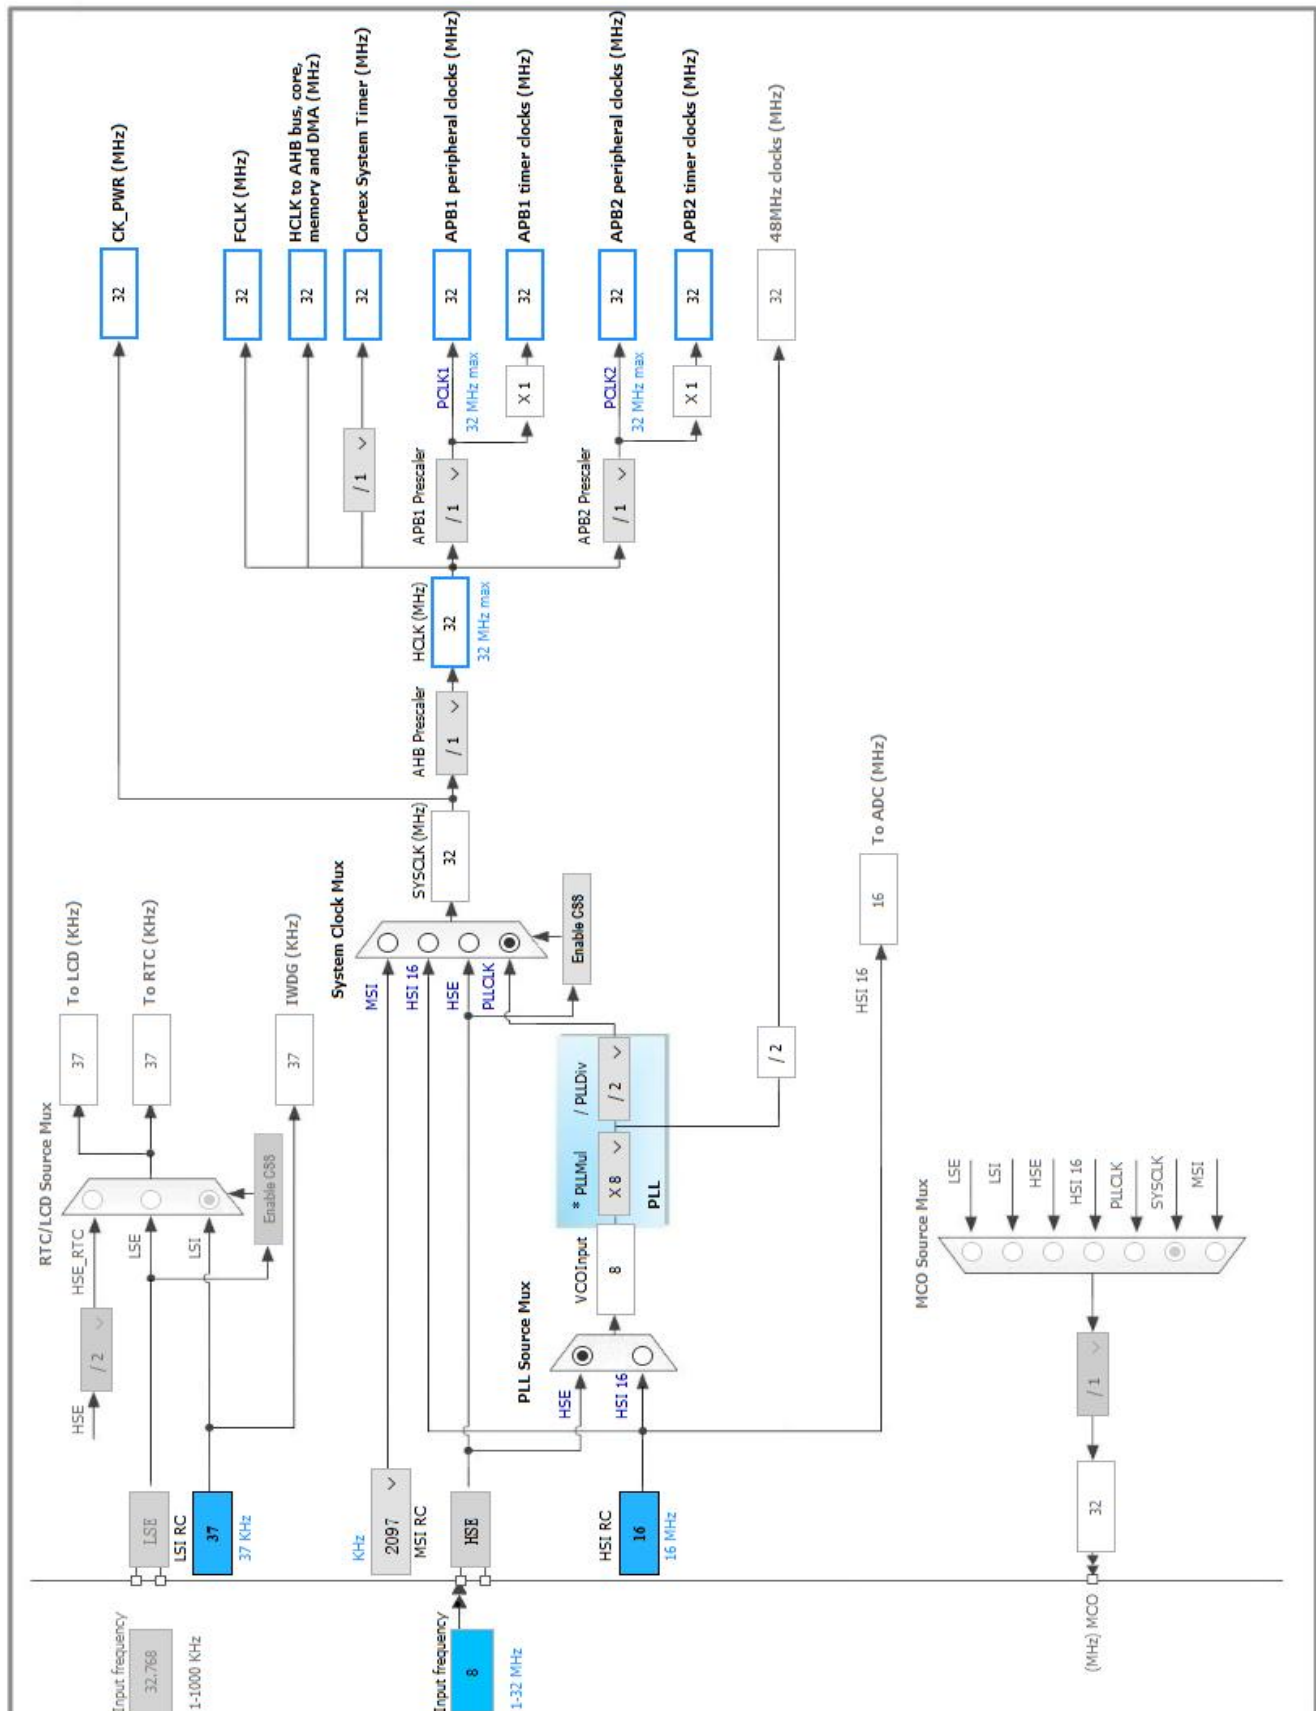 Input frequency
32.768
1-1000 KHz
LSE
LSI RC
37
37 KHz
HSE
/ 2
HSE_RTC
LSE
LSI
RTC/LCD Source Mux
Enable CSS
37
To LCD (KHz)
37
To RTC (KHz)
37
IWDG (KHz)
Input frequency
8
1-32 MHz
KHz
2097
MSI RC
HSE
HSI RC
16
16 MHz
PLL Source Mux
HSE
HSI 16
VCOInput
8
* PLLMul
X 8
/ PLLDiv
/ 2
PLL
System Clock Mux
MSI
HSI 16
HSE
PLLCLK
Enable CSS
SYSCLK (MHz)
32
AHB Prescaler
/ 1
HCLK (MHz)
32
32 MHz max
32
CK_PWR (MHz)
32
FCLK (MHz)
32
HCLK to AHB bus, core,
memory and DMA (MHz)
/ 1
32
Cortex System Timer (MHz)
APB1 Prescaler
/ 1
PCLK1
32 MHz max
32
APB1 peripheral clocks (MHz)
X 1
32
APB1 timer clocks (MHz)
APB2 Prescaler
/ 1
PCLK2
32 MHz max
32
APB2 peripheral clocks (MHz)
X 1
32
APB2 timer clocks (MHz)
/ 2
32
48MHz clocks (MHz)
HSI 16
16
To ADC (MHz)
MCO Source Mux
LSE
LSI
HSE
HSI 16
PLLCLK
SYSCLK
MSI
/ 1
32
(MHz) MCO